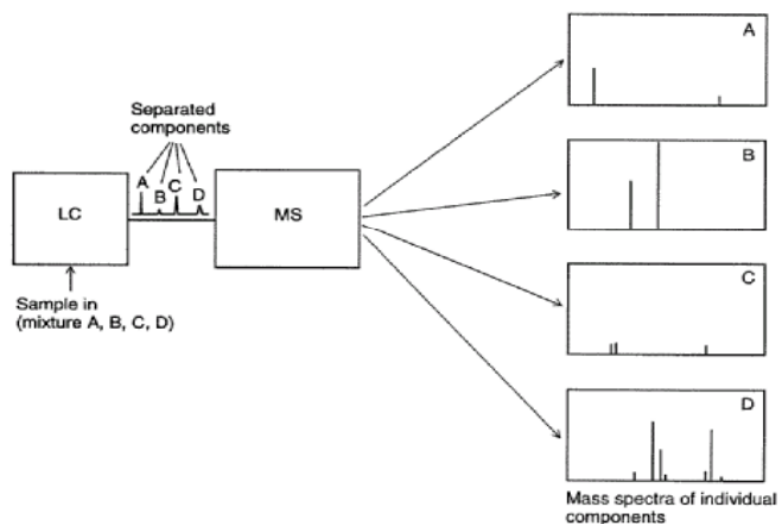 Separated
components
A
B
C
D
LC
MS
Sample in
(mixture A, B, C, D)
A
B
C
D
Mass spectra of individual
components